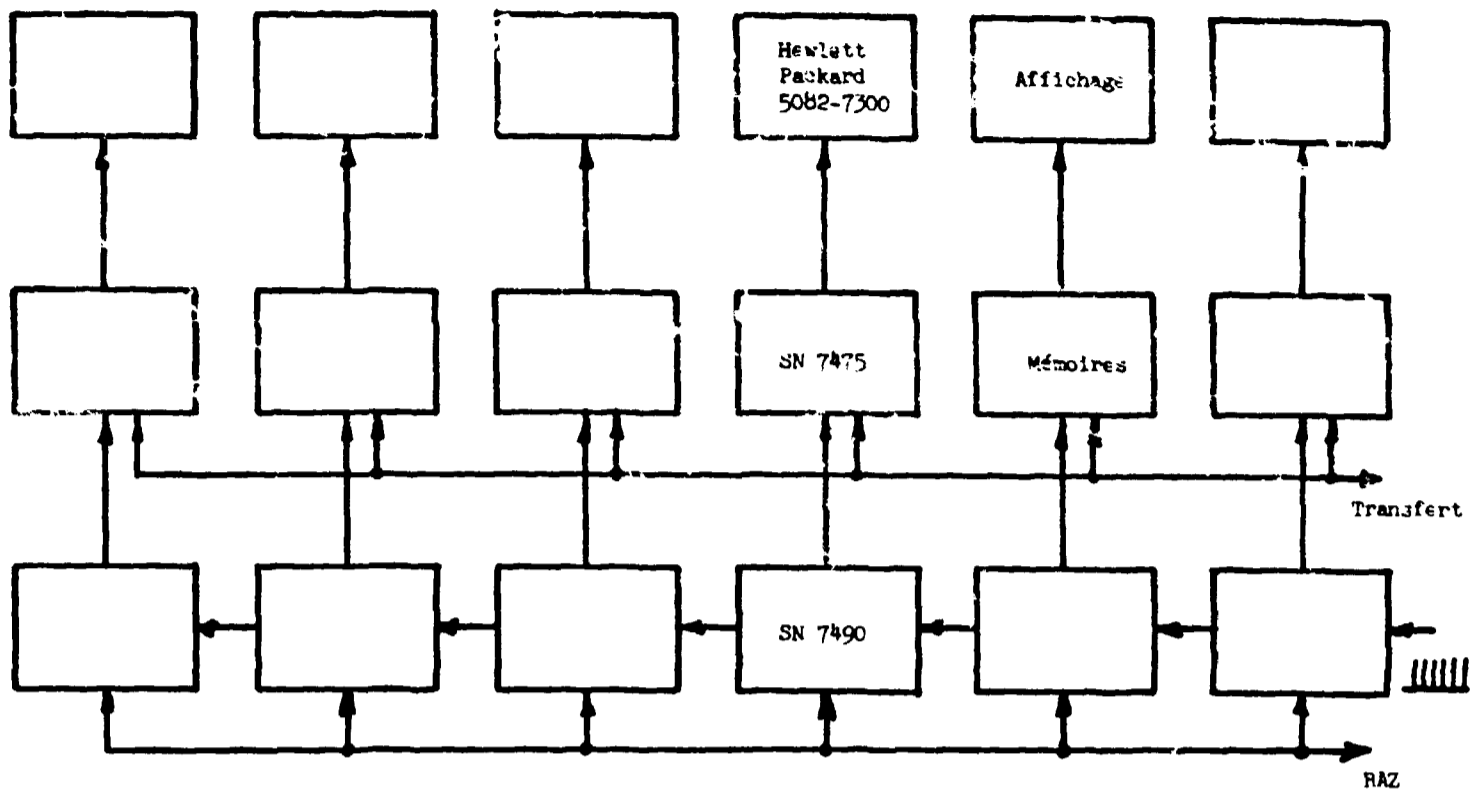 Hewlett
Packard
5082-7300
Affichage
SN 7475
Mémoires
Transfert
SN 7490
RAZ